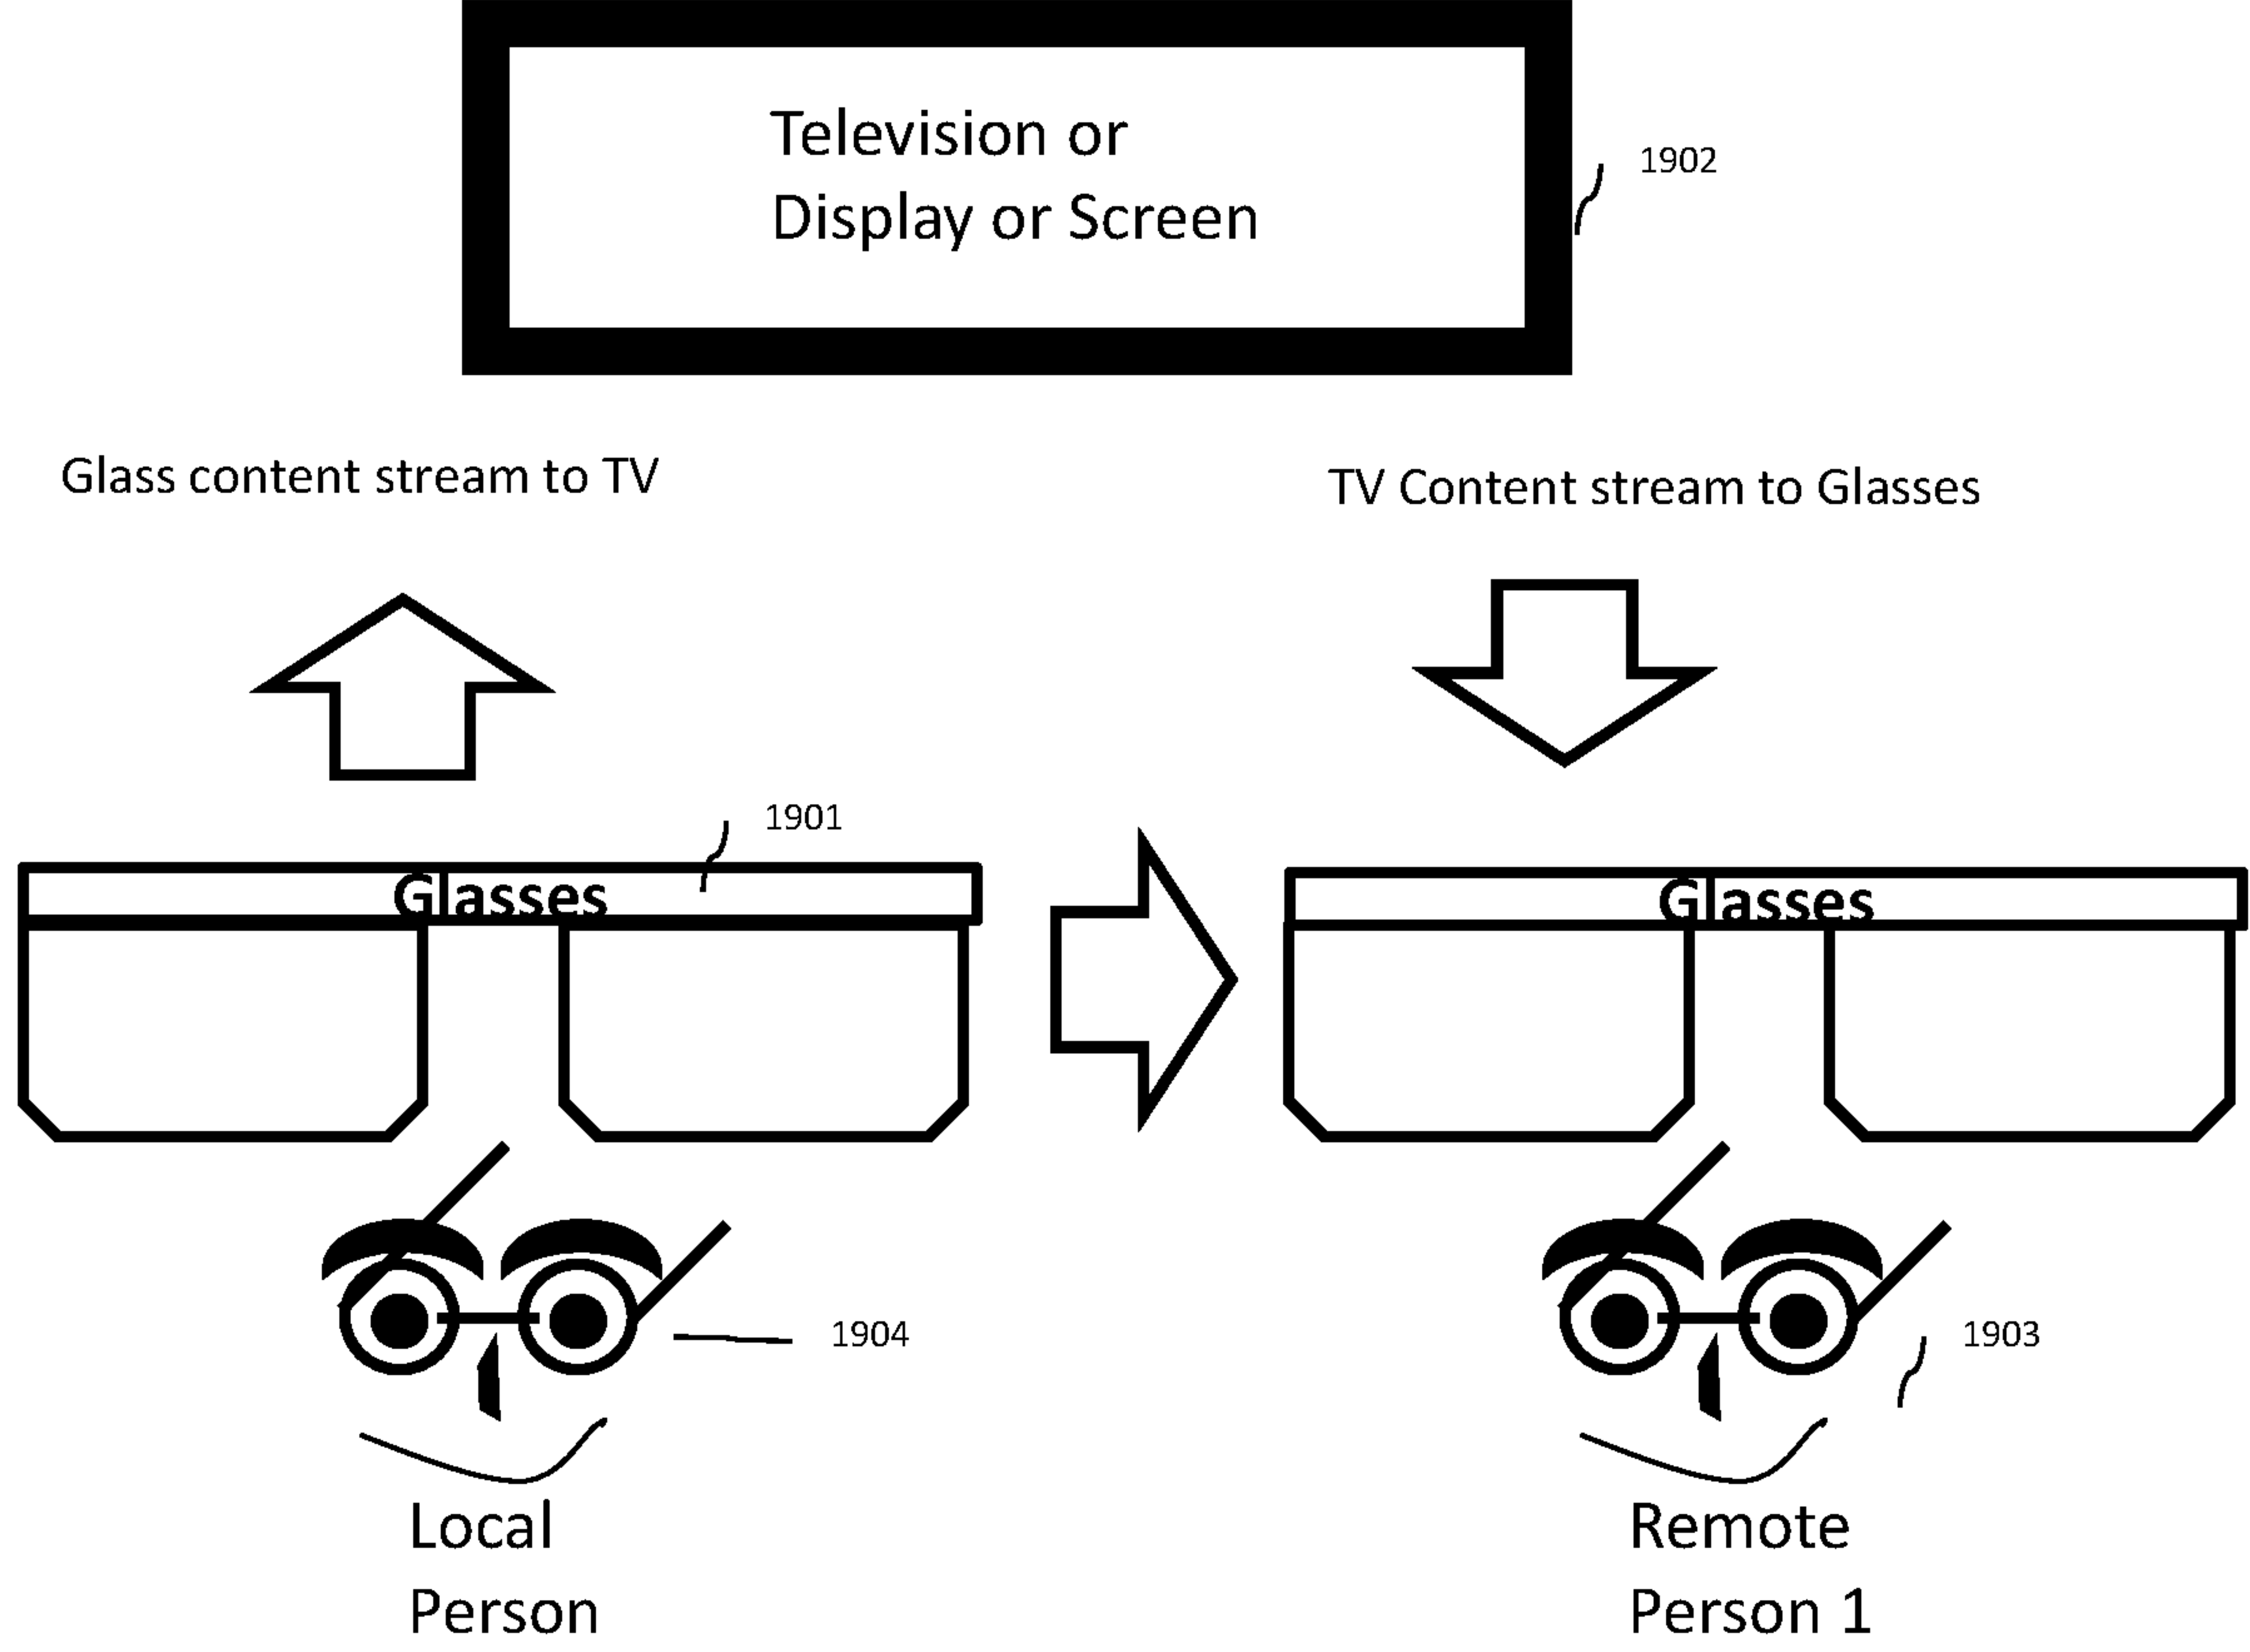 Television or
Display or Screen
1902
Glass content stream to TV
TV Content stream to Glasses
1901
Glasses
Glasses
1904
1903
Local
Person
Remote
Person 1